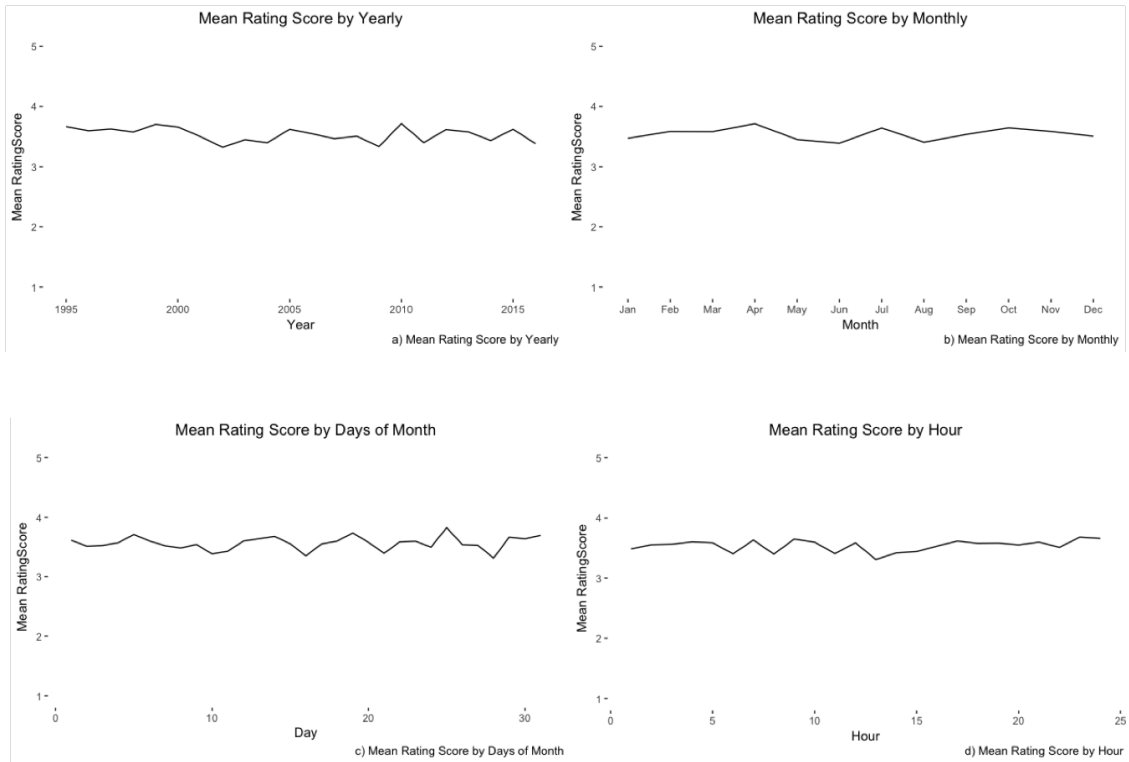 Mean Rating Score by Yearly
5
4
3
2
1
Mean RatingScore
1995 2000 2005 2010 2015
Year
a) Mean Rating Score by Yearly
Mean Rating Score by Monthly
5
4
3
2
1
Mean RatingScore
Jan Feb Mar Apr May Jun Jul Aug Sep Oct Nov Dec
Month
b) Mean Rating Score by Monthly
Mean Rating Score by Days of Month
5
4
3
2
1
Mean RatingScore
0 10 20 30
Day
c) Mean Rating Score by Days of Month
Mean Rating Score by Hour
5
4
3
2
1
Mean RatingScore
0 5 10 15 20 25
Hour
d) Mean Rating Score by Hour